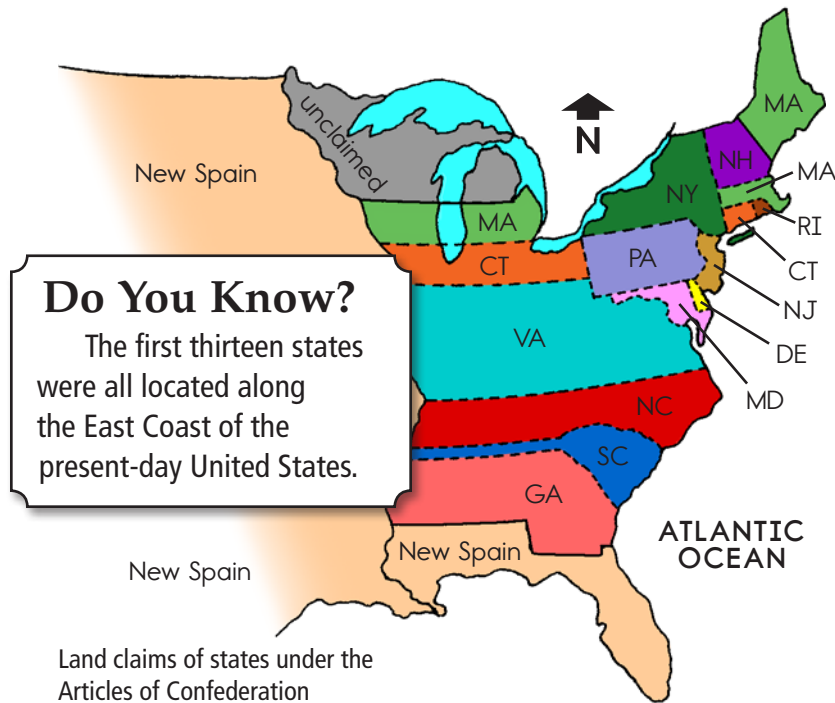 unclaimed
MA
N
New Spain
NH
MA
NY
MA
RI
PA
CT
CT
NJ
Do You Know?
The first thirteen states
were all located along
the East Coast of the
present-day United States.
VA
DE
MD
NC
SC
GA
ATLANTIC
OCEAN
New Spain
New Spain
Land claims of states under the
Articles of Confederation